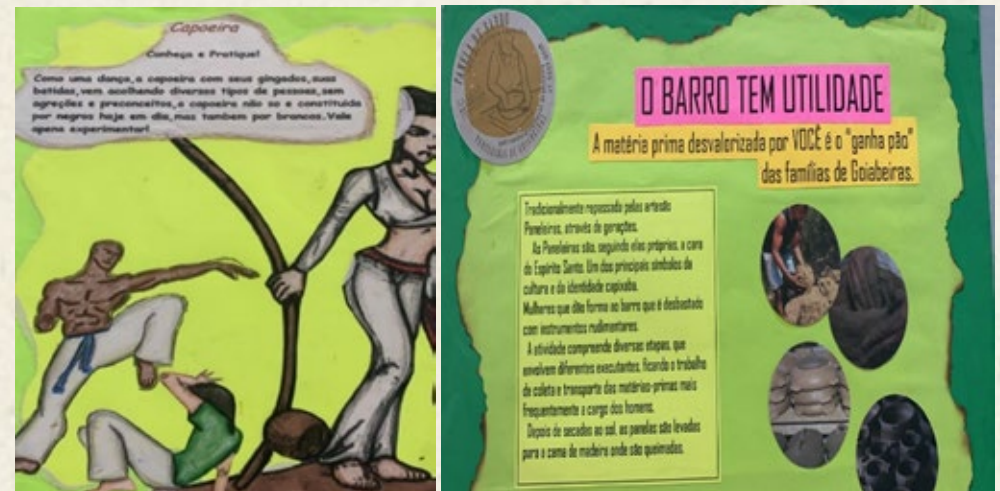 Capoeira
Conheça e Pratique!
Como uma dança,a capoeira com seus gingados,suas
batidas,vem acolhendo diversos tipos de pessoas,sem
agreções e preconceitos,a capoeira não so e constituida
por negros hoje em dia,mas tambem por brancos.Vale
apena experimentar!
O BARRO TEM UTILIDADE
A matéria prima desvalorizada por VOCÊ é o "ganha pão"
das famílias de Goiabeiras.
Tradicionalmente repassado pelas artesãs
Paneleiras, através de gerações.
As Paneleiras são, segundo elas próprias, a cara
do Espírito Santo. Um dos principais símbolos da
cultura e da identidade capixaba.
Mulheres que dão forma ao barro que é desbastado
com instrumentos rudimentares.
A atividade compreende diversas etapas, que
envolvem diferentes executantes, ficando o trabalho
de coleta e transporte das matérias-primas mais
frequentemente a cargo dos homens.
Depois de secadas ao sol, as panelas são levadas
para a cama de madeira onde são queimadas.